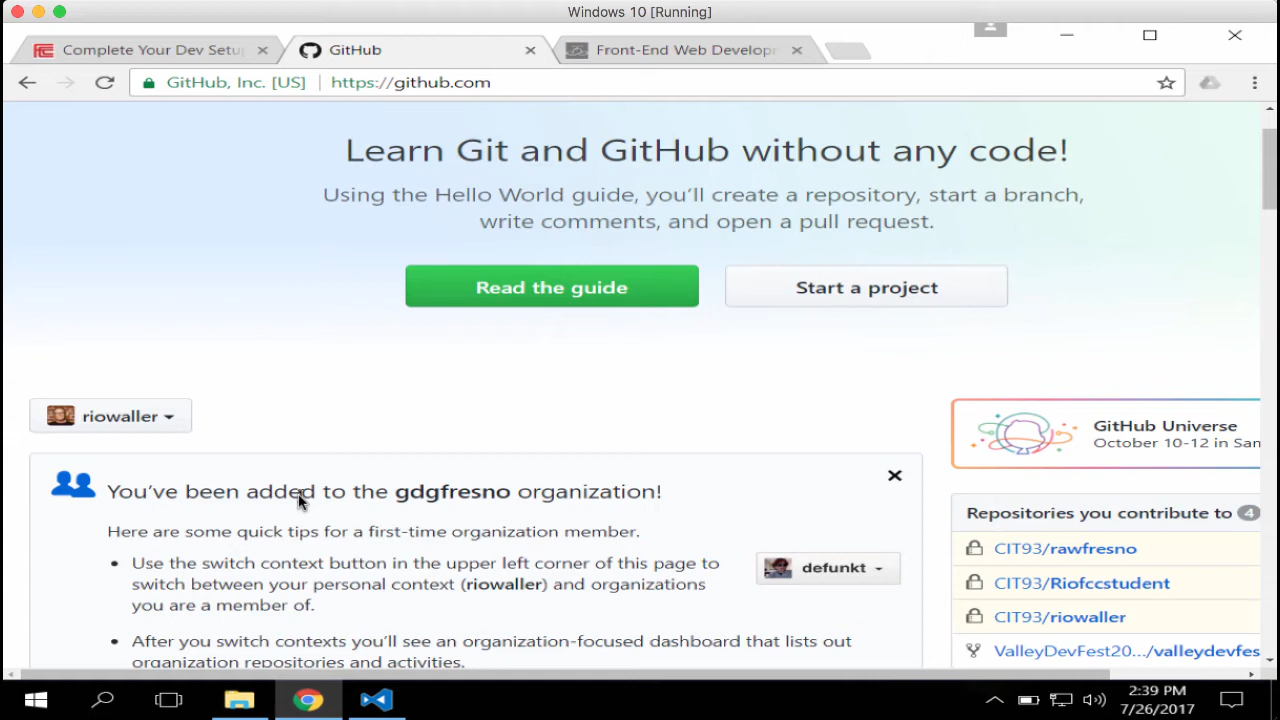 Windows 10 [Running]
Complete Your Dev Setu
GitHub
Front-End Web Develop
GitHub, Inc. [US] | https://github.com
Learn Git and GitHub without any code!
Using the Hello World guide, you’ll create a repository, start a branch,
write comments, and open a pull request.
Read the guide
Start a project
riowaller
GitHub Universe
October 10-12 in San
You’ve been added to the gdgfresno organization!
Here are some quick tips for a first-time organization member.
• Use the switch context button in the upper left corner of this page to
switch between your personal context (riowaller) and organizations
you are a member of.
defunkt
• After you switch contexts you’ll see an organization-focused dashboard that lists out
organization repositories and activities.
Repositories you contribute to 4
CIT93/rawfresno
CIT93/Riofccstudent
CIT93/riowaller
ValleyDevFest20.../valleydevfes
2:39 PM
7/26/2017